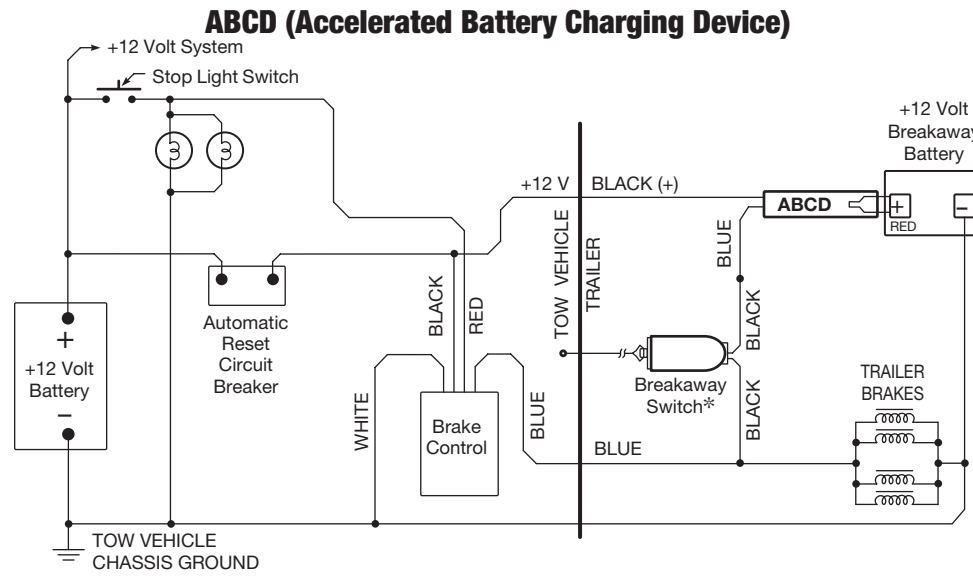 ABCD (Accelerated Battery Charging Device)
+12 Volt System
Stop Light Switch
+12 Volt
Breakaway
Battery
+12 V
BLACK (+)
ABCD
+
−
RED
BLUE
TOW VEHICLE
TRAILER
BLACK
RED
BLACK
Automatic
Reset
Circuit
Breaker
+
+12 Volt
Battery
−
Breakaway
Switch*
TRAILER
BRAKES
WHITE
Brake
Control
BLUE
BLACK
BLUE
TOW VEHICLE
CHASSIS GROUND